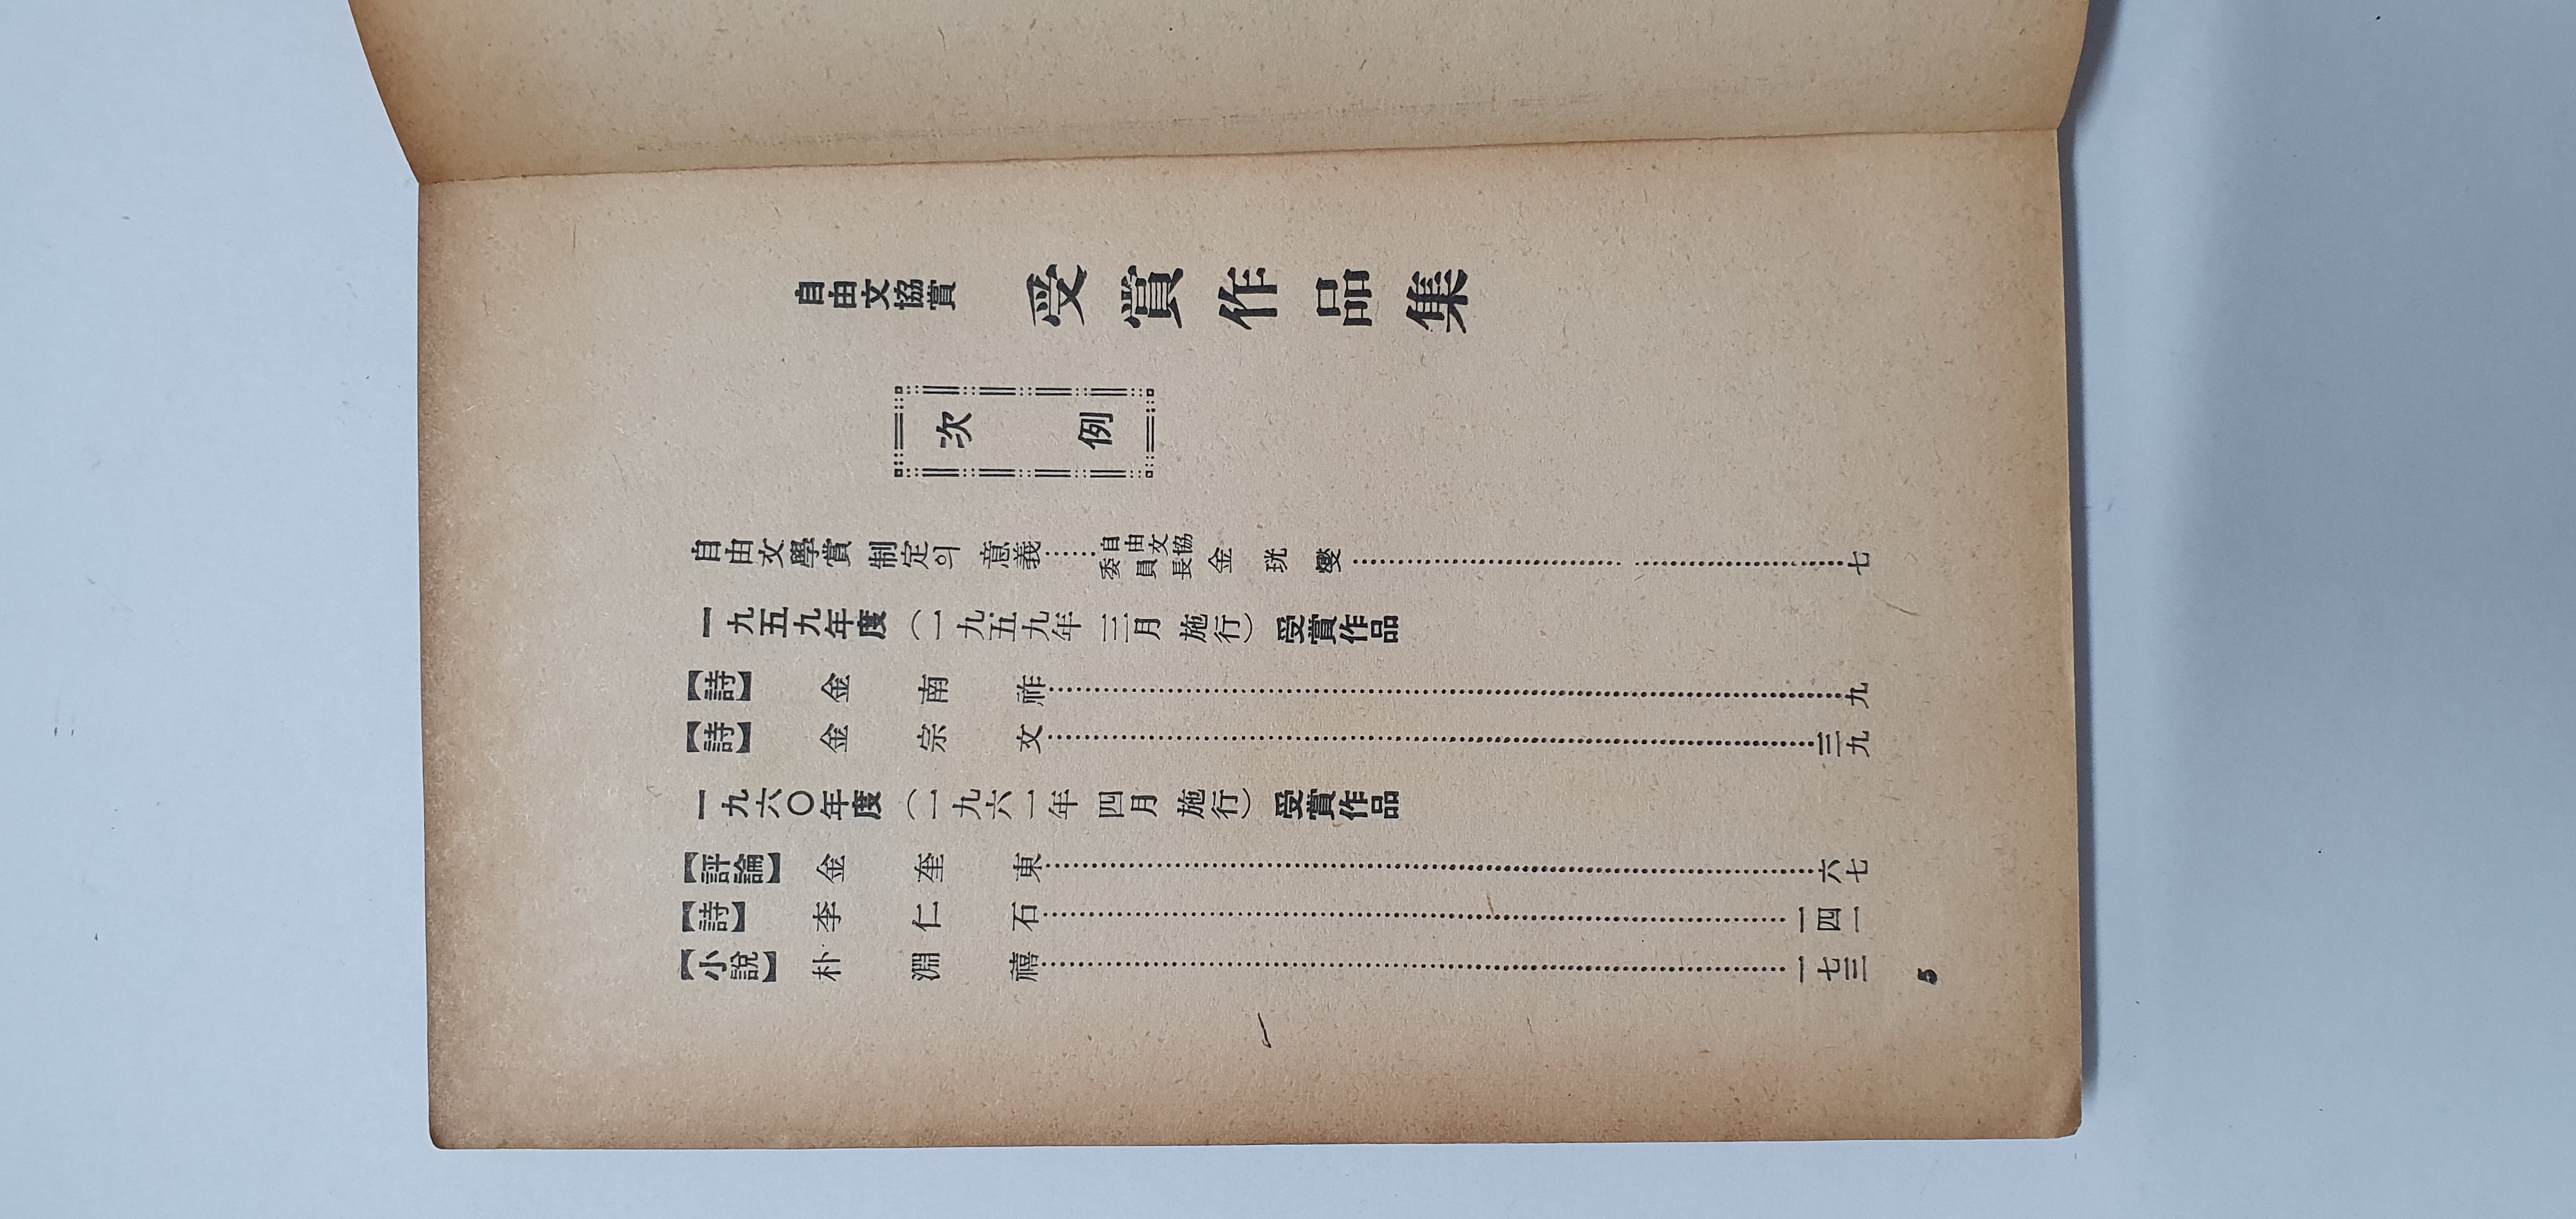 自由文協賞 受賞作品集
次例
自由文學賞 制定의 意義……自由文協委員長 金珖燮……七
一九五九年度(一九五九年 三月 施行)受賞作品
【詩】 金南祚……九
【詩】 金宗文……三九
一九六〇年度(一九六一年 四月 施行)受賞作品
【評論】 金奎東……六七
【詩】 李仁石……一四一
【小說】 朴淵禧……一七三
5